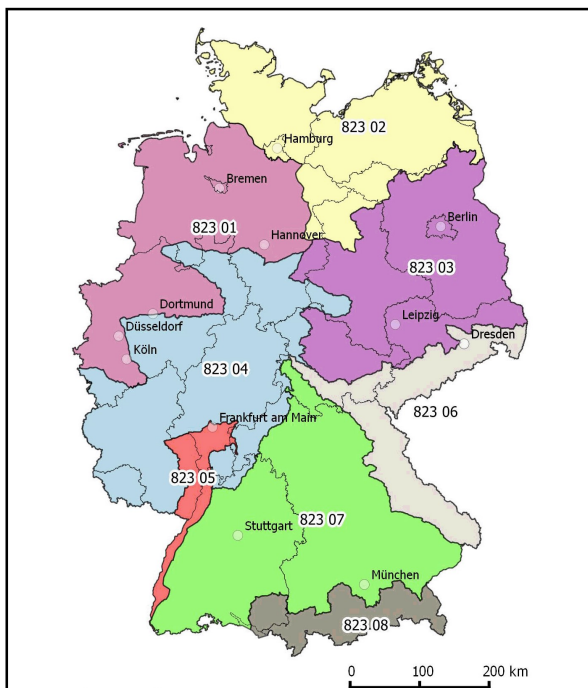 823 02
Hamburg
Bremen
823 01
Hannover
Berlin
823 03
Dortmund
Düsseldorf
Köln
Leipzig
Dresden
823 04
823 06
Frankfurt am Main
823 05
823 07
Stuttgart
München
823 08
0 100 200 km